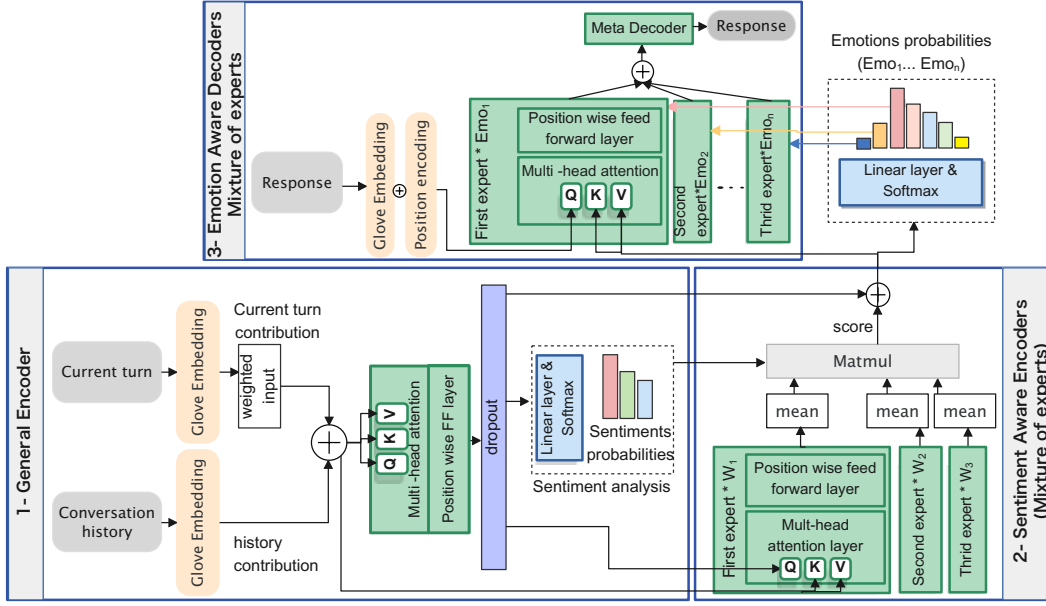 3- Emotion Aware Decoders
Mixture of experts
Response
Glove Embedding
Position encoding
First expert * Emo1
Position wise feed
forward layer
Multi -head attention
Q K V
Second
expert*Emo2
Thrid expert*Emon
Meta Decoder
Response
Emotions probabilities
(Emo1... Emon)
Linear layer &
Softmax
1- General Encoder
Current turn
Glove Embedding
Current turn
contribution
weighted
input
Conversation
history
Glove Embedding
history
contribution
V
K
Q
Multi -head attention
Position wise FF layer
dropout
Linear layer &
Softmax
Sentiments
probabilities
Sentiment analysis
score
Matmul
mean
mean
mean
First expert * W1
Position wise feed
forward layer
Mult-head
attention layer
Q K V
Second expert * W2
Thrid expert * W3
2- Sentiment Aware Encoders
(Mixture of experts)